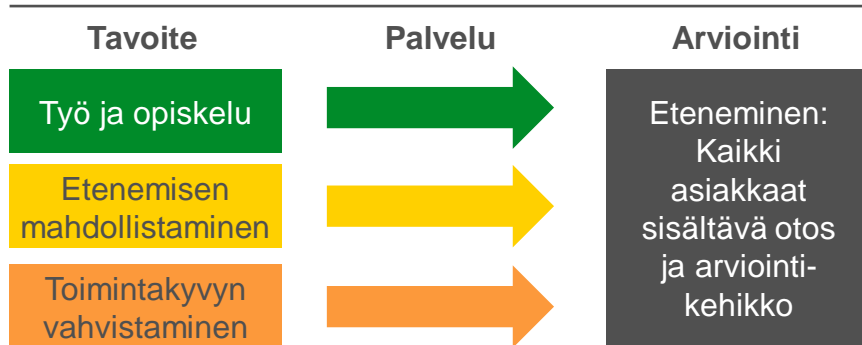 Tavoite Palvelu Arviointi
Työ ja opiskelu
Etenemisen
mahdollistaminen
Toimintakyvyn
vahvistaminen
Eteneminen:
Kaikki
asiakkaat
sisältävä otos
ja arviointi-
kehikko